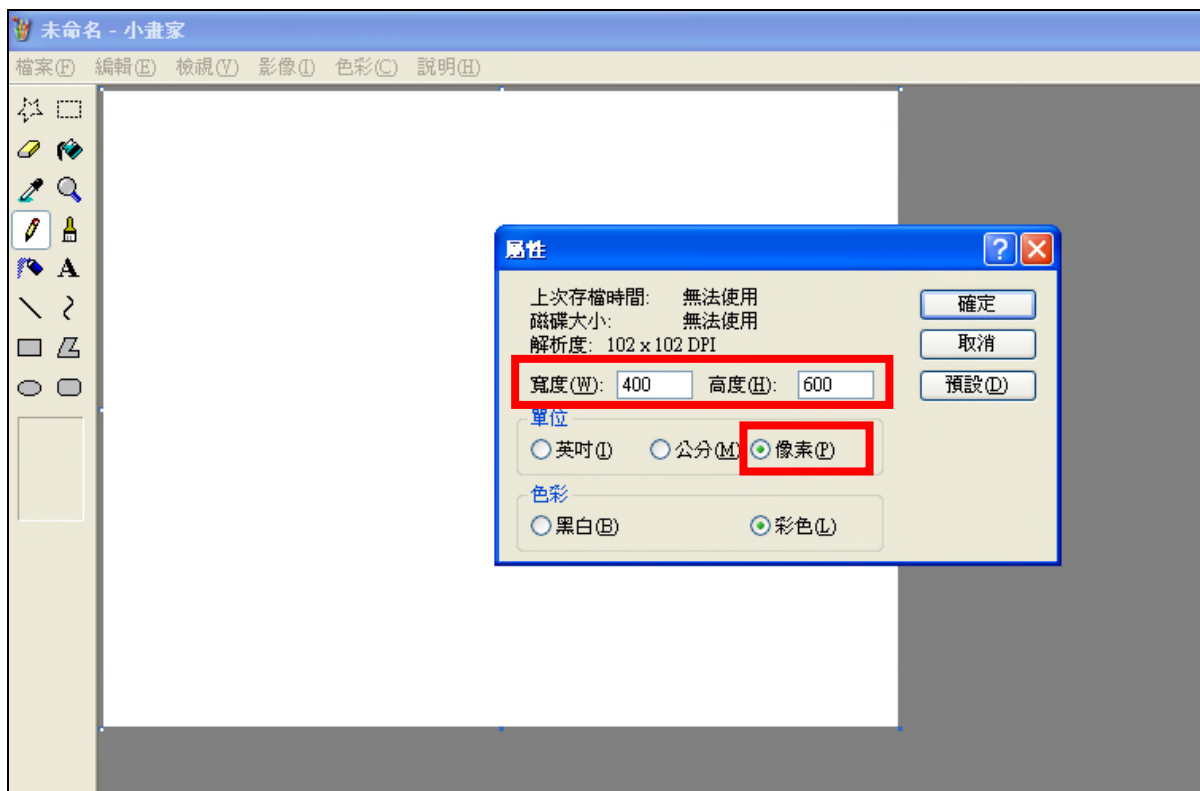 未命名 - 小畫家
檔案(F) 編輯(E) 檢視(V) 影像(I) 色彩(C) 說明(H)
A
屬性
上次存檔時間: 無法使用
磁碟大小: 無法使用
解析度: 102 x 102 DPI
寬度(W): 400 高度(H): 600
單位
英吋(I) 公分(M) 像素(P)
色彩
黑白(B) 彩色(L)
確定
取消
預設(D)